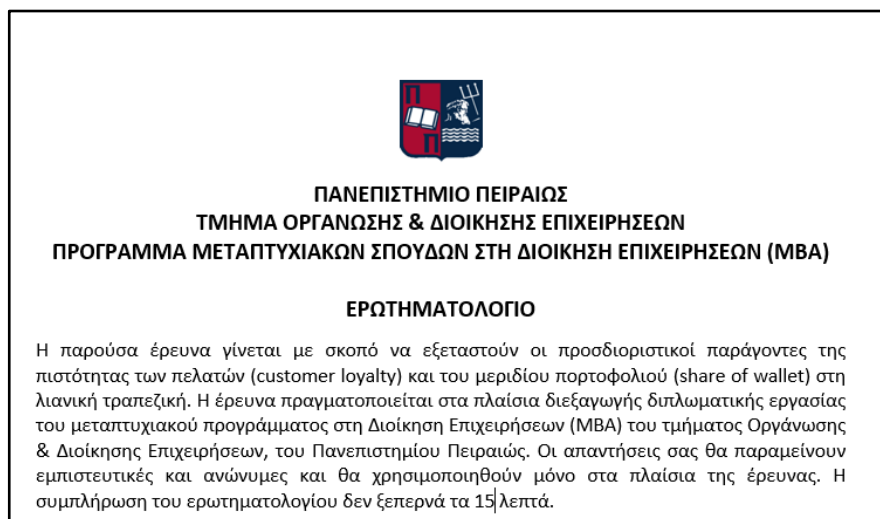 Π
Π
ΠΑΝΕΠΙΣΤΗΜΙΟ ΠΕΙΡΑΙΩΣ
ΤΜΗΜΑ ΟΡΓΑΝΩΣΗΣ & ΔΙΟΙΚΗΣΗΣ ΕΠΙΧΕΙΡΗΣΕΩΝ
ΠΡΟΓΡΑΜΜΑ ΜΕΤΑΠΤΥΧΙΑΚΩΝ ΣΠΟΥΔΩΝ ΣΤΗ ΔΙΟΙΚΗΣΗ ΕΠΙΧΕΙΡΗΣΕΩΝ (MBA)
ΕΡΩΤΗΜΑΤΟΛΟΓΙΟ
Η παρούσα έρευνα γίνεται με σκοπό να εξεταστούν οι προσδιοριστικοί παράγοντες της
πιστότητας των πελατών (customer loyalty) και του μεριδίου πορτοφολιού (share of wallet) στη
λιανική τραπεζική. Η έρευνα πραγματοποιείται στα πλαίσια διεξαγωγής διπλωματικής εργασίας
του μεταπτυχιακού προγράμματος στη Διοίκηση Επιχειρήσεων (MBA) του τμήματος Οργάνωσης
& Διοίκησης Επιχειρήσεων, του Πανεπιστημίου Πειραιώς. Οι απαντήσεις σας θα παραμείνουν
εμπιστευτικές και ανώνυμες και θα χρησιμοποιηθούν μόνο στα πλαίσια της έρευνας. Η
συμπλήρωση του ερωτηματολογίου δεν ξεπερνά τα 15 λεπτά.